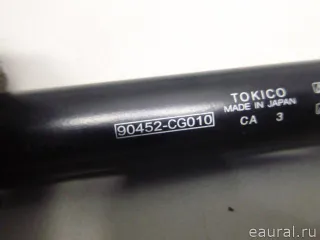 TOKICO
MADE IN JAPAN
90452-CG010
CA 3
eaural.ru